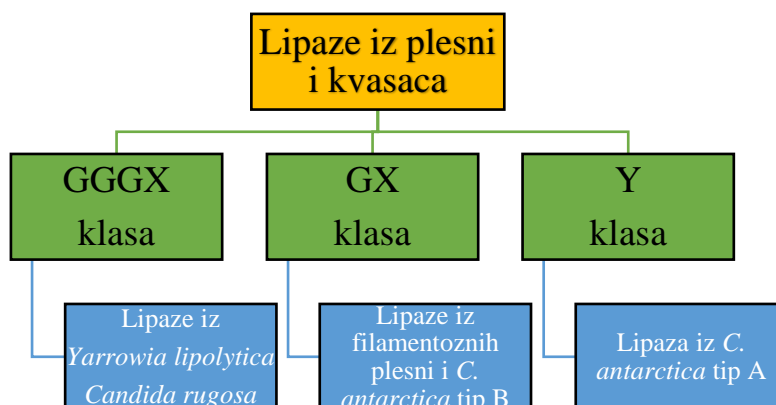 Lipaze iz plesni
i kvasaca
GGGX
klasa
GX
klasa
Y
klasa
Lipaze iz
Yarrowia lipolytica
Candida rugosa
Lipaze iz
filamentoznih
plesni i C.
antarctica tip B
Lipaza iz C.
antarctica tip A